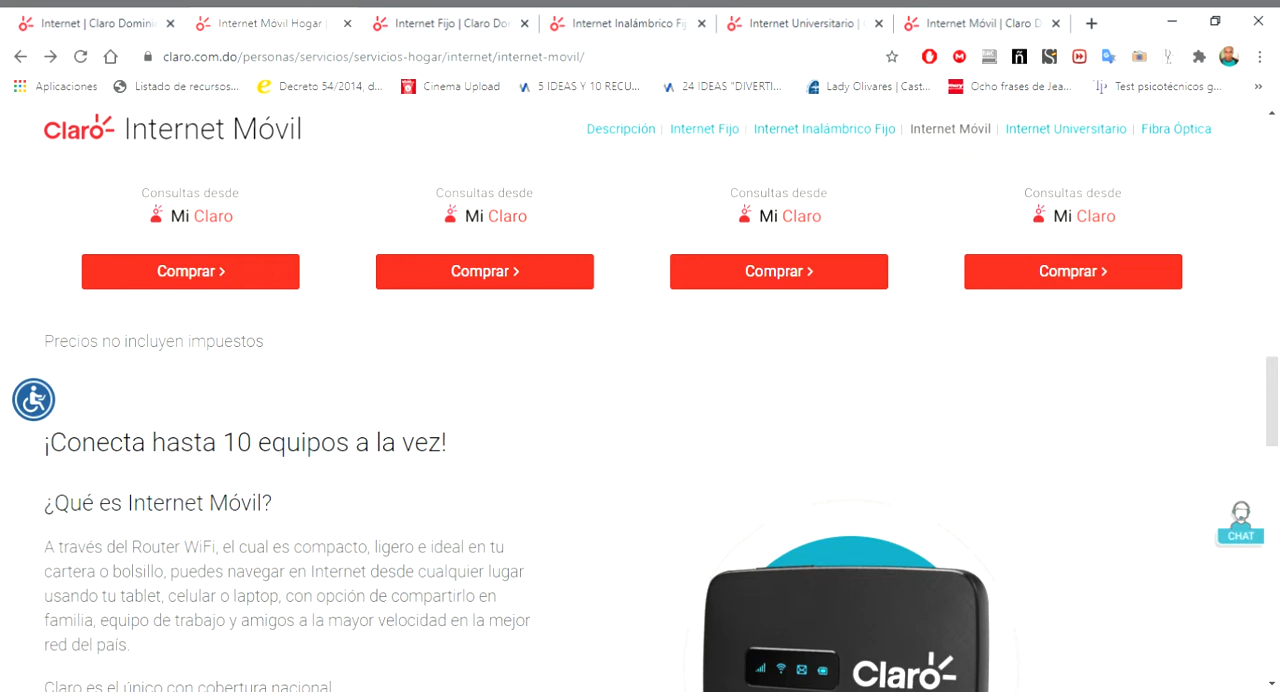 Internet | Claro Domini
Internet Móvil Hogar |
Internet Fijo | Claro Do
Internet Inalámbrico Fij
Internet Universitario |
Internet Móvil | Claro D
claro.com.do/personas/servicios/servicios-hogar/internet/internet-movil/
Aplicaciones
Listado de recursos...
Decreto 54/2014, d...
Cinema Upload
5 IDEAS Y 10 RECU...
24 IDEAS "DIVERTI...
Lady Olivares | Cast...
Ocho frases de Jea...
Test psicotécnicos g...
Claro Internet Móvil
Descripción | Internet Fijo | Internet Inalámbrico Fijo | Internet Móvil | Internet Universitario | Fibra Óptica
Consultas desde
Mi Claro
Comprar >
Consultas desde
Mi Claro
Comprar >
Consultas desde
Mi Claro
Comprar >
Consultas desde
Mi Claro
Comprar >
Precios no incluyen impuestos
¡Conecta hasta 10 equipos a la vez!
¿Qué es Internet Móvil?
A través del Router WiFi, el cual es compacto, ligero e ideal en tu
cartera o bolsillo, puedes navegar en Internet desde cualquier lugar
usando tu tablet, celular o laptop, con opción de compartirlo en
familia, equipo de trabajo y amigos a la mayor velocidad en la mejor
red del país.
Claro es el único con cobertura nacional
Claro
CHAT